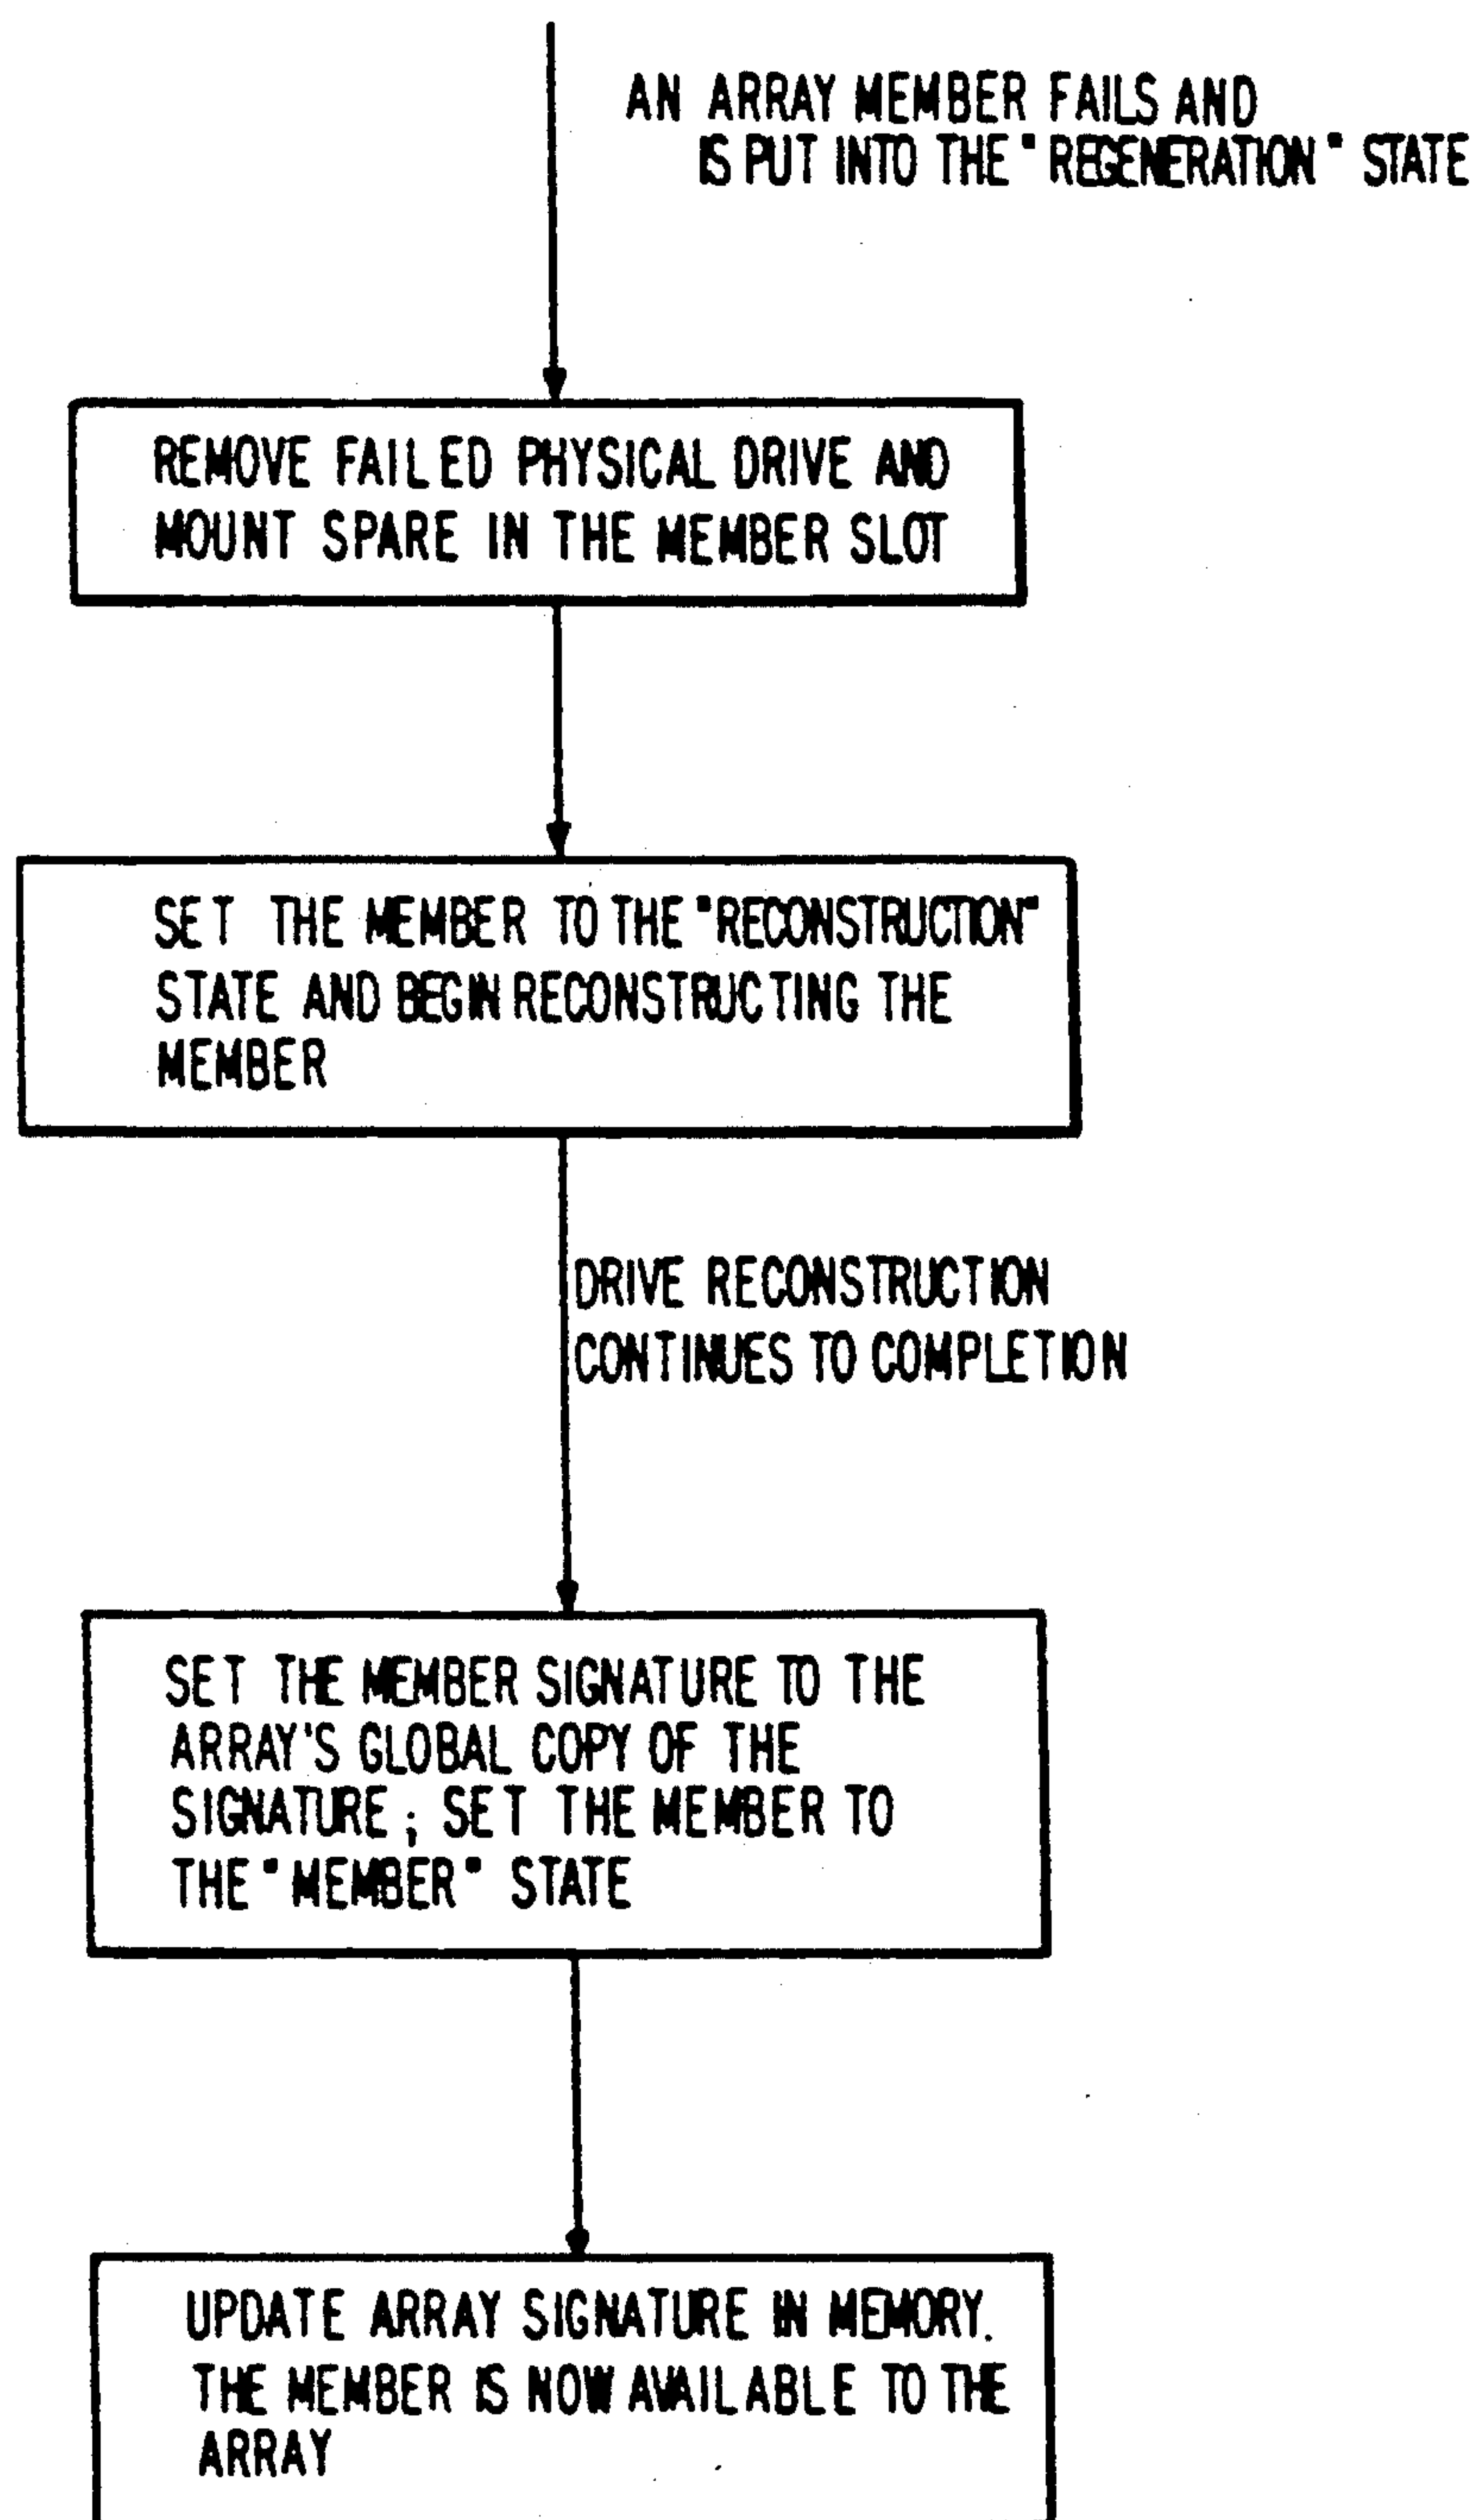 AN ARRAY MEMBER FAILS AND
IS PUT INTO THE "REGENERATION" STATE
REMOVE FAILED PHYSICAL DRIVE AND
MOUNT SPARE IN THE MEMBER SLOT
SET THE MEMBER TO THE "RECONSTRUCTION"
STATE AND BEGIN RECONSTRUCTING THE
MEMBER
DRIVE RECONSTRUCTION
CONTINUES TO COMPLETION
SET THE MEMBER SIGNATURE TO THE
ARRAY'S GLOBAL COPY OF THE
SIGNATURE; SET THE MEMBER TO
THE "MEMBER" STATE
UPDATE ARRAY SIGNATURE IN MEMORY.
THE MEMBER IS NOW AVAILABLE TO THE
ARRAY